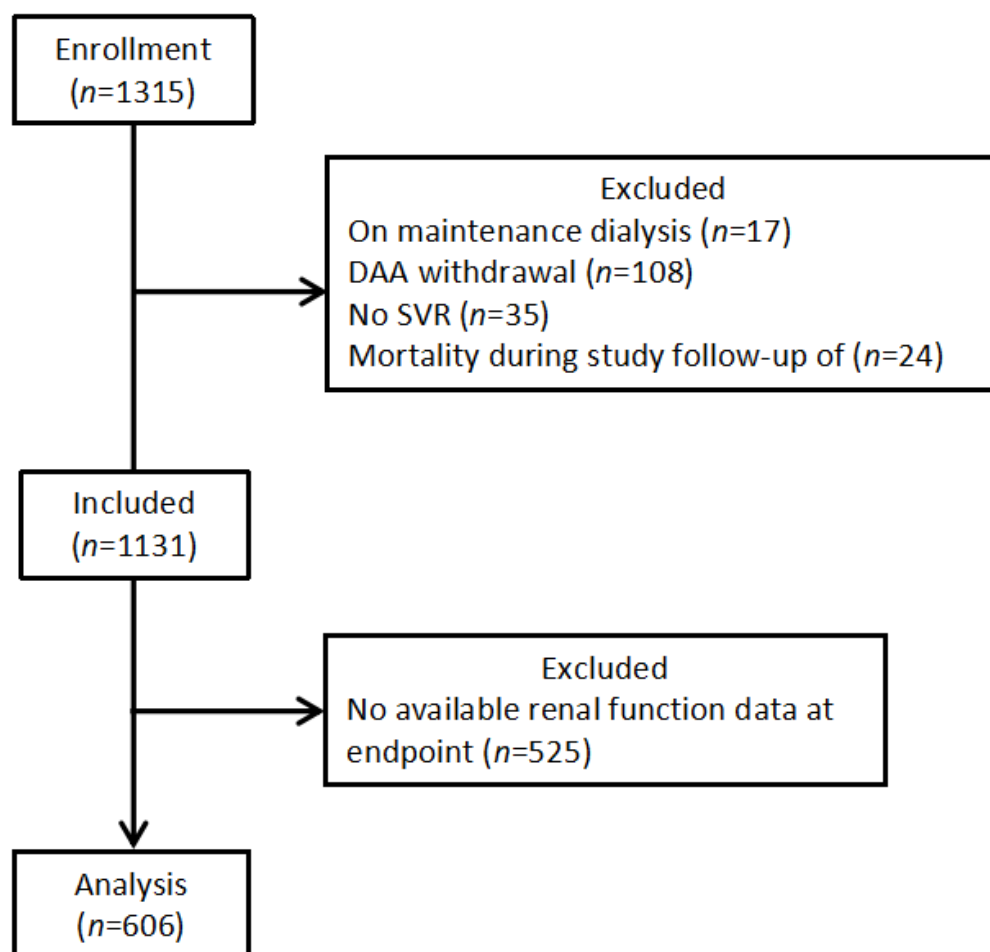 Enrollment
(n=1315)
Excluded
On maintenance dialysis (n=17)
DAA withdrawal (n=108)
No SVR (n=35)
Mortality during study follow-up of (n=24)
Included
(n=1131)
Excluded
No available renal function data at
endpoint (n=525)
Analysis
(n=606)